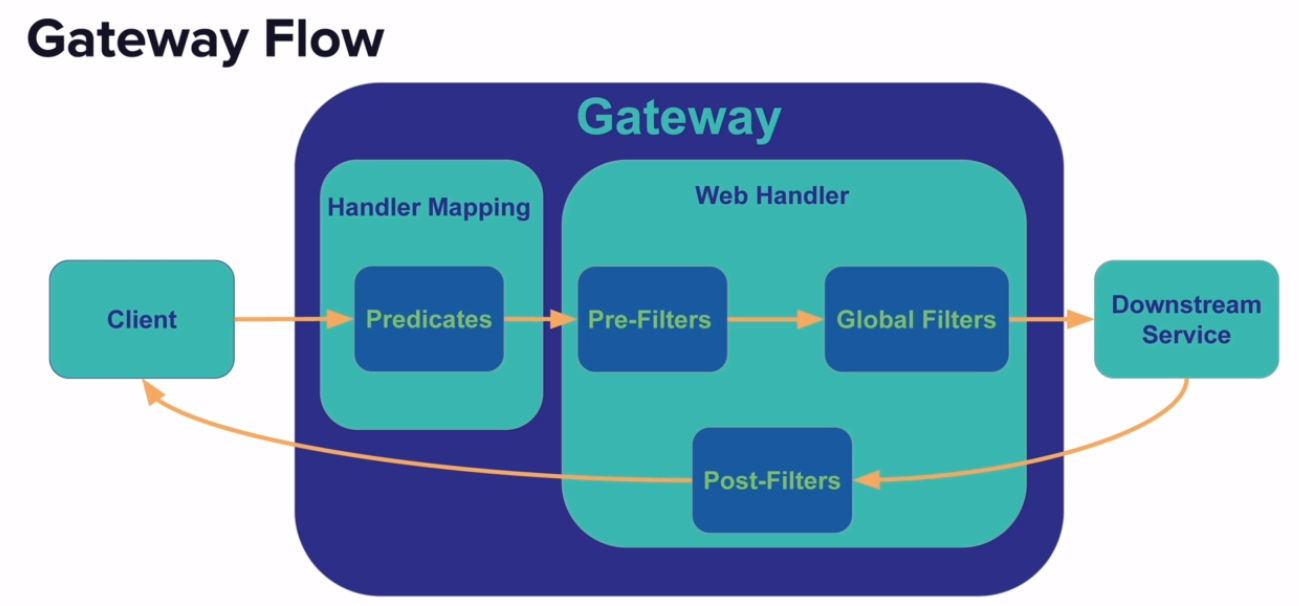 Gateway Flow
Gateway
Handler Mapping
Web Handler
Client
Predicates
Pre-Filters
Global Filters
Downstream
Service
Post-Filters